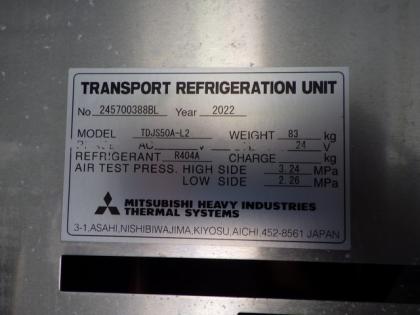 TRANSPORT REFRIGERATION UNIT
No. 245700388BL Year 2022
MODEL TDJS50A-L2 WEIGHT 83 kg
AC V 24 V
REFRIGERANT R404A CHARGE kg
AIR TEST PRESS. HIGH SIDE 3.24 MPa
LOW SIDE 2.26 MPa
MITSUBISHI HEAVY INDUSTRIES
THERMAL SYSTEMS
3-1,ASAHI,NISHIBIWAJIMA,KIYOSU,AICHI,452-8561 JAPAN